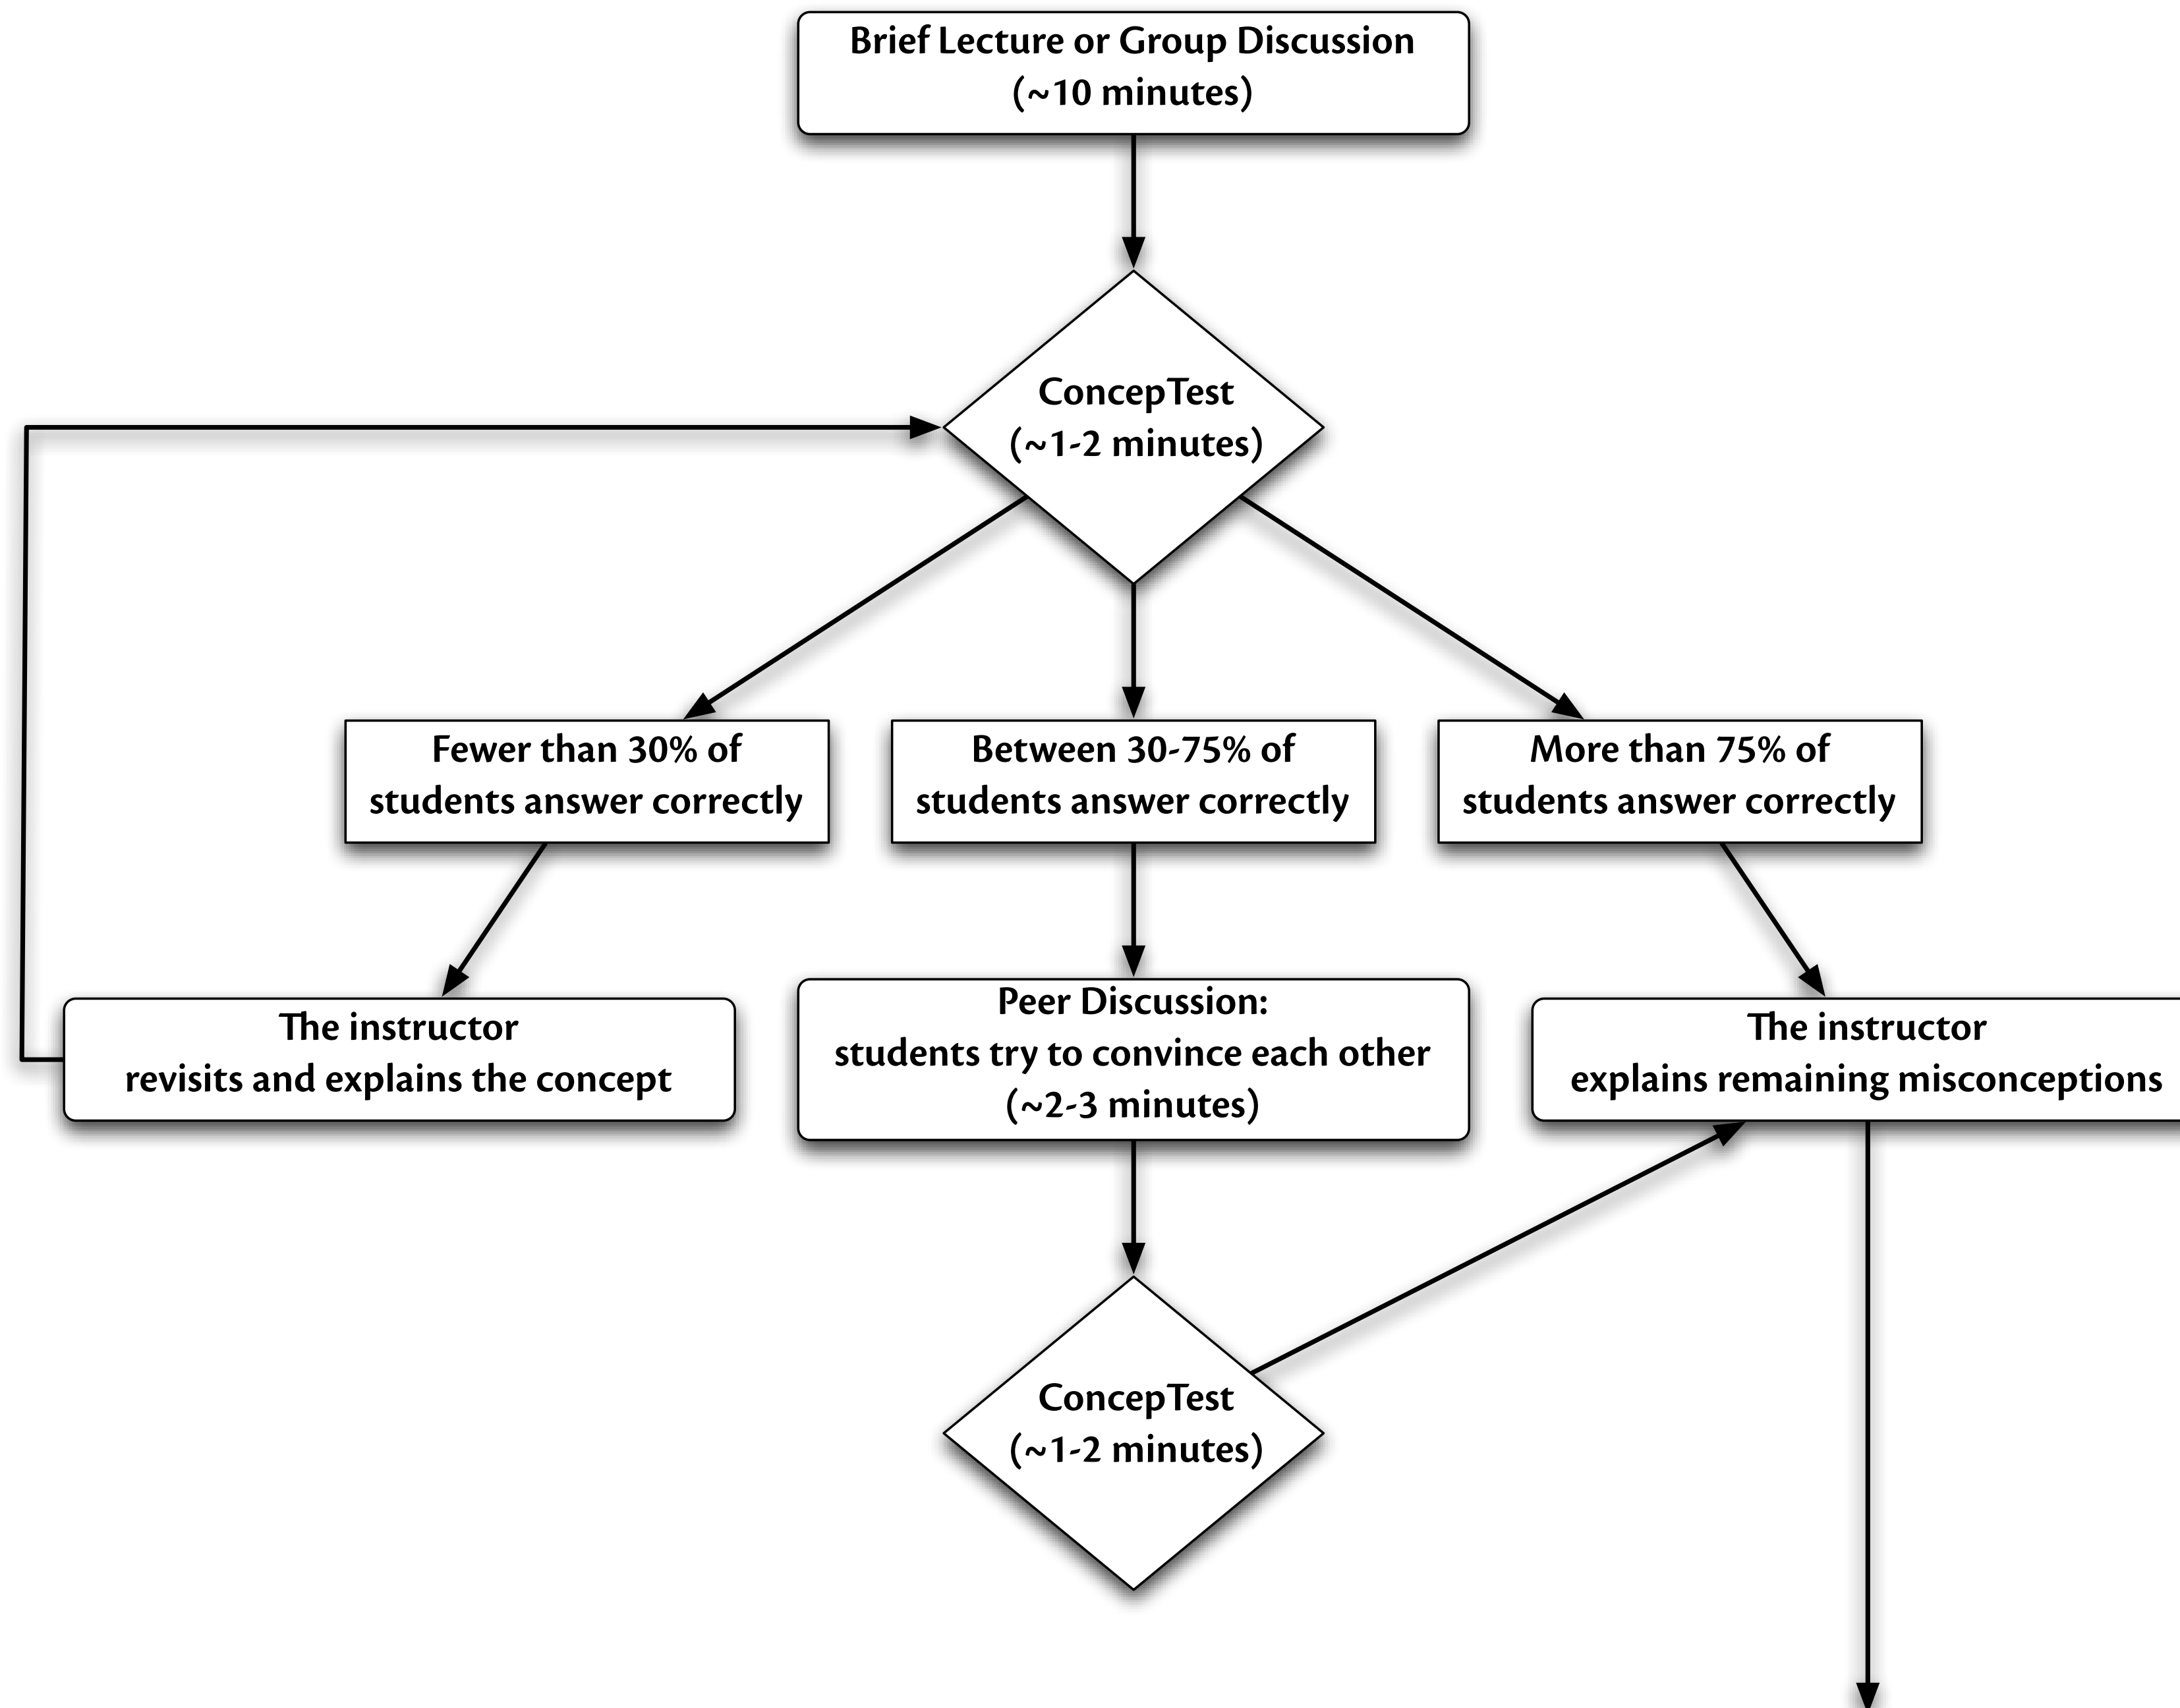 Brief Lecture or Group Discussion
(~10 minutes)
ConcepTest
(~1-2 minutes)
Fewer than 30% of
students answer correctly
Between 30-75% of
students answer correctly
More than 75% of
students answer correctly
The instructor
revisits and explains the concept
Peer Discussion:
students try to convince each other
(~2-3 minutes)
The instructor
explains remaining misconceptions
ConcepTest
(~1-2 minutes)